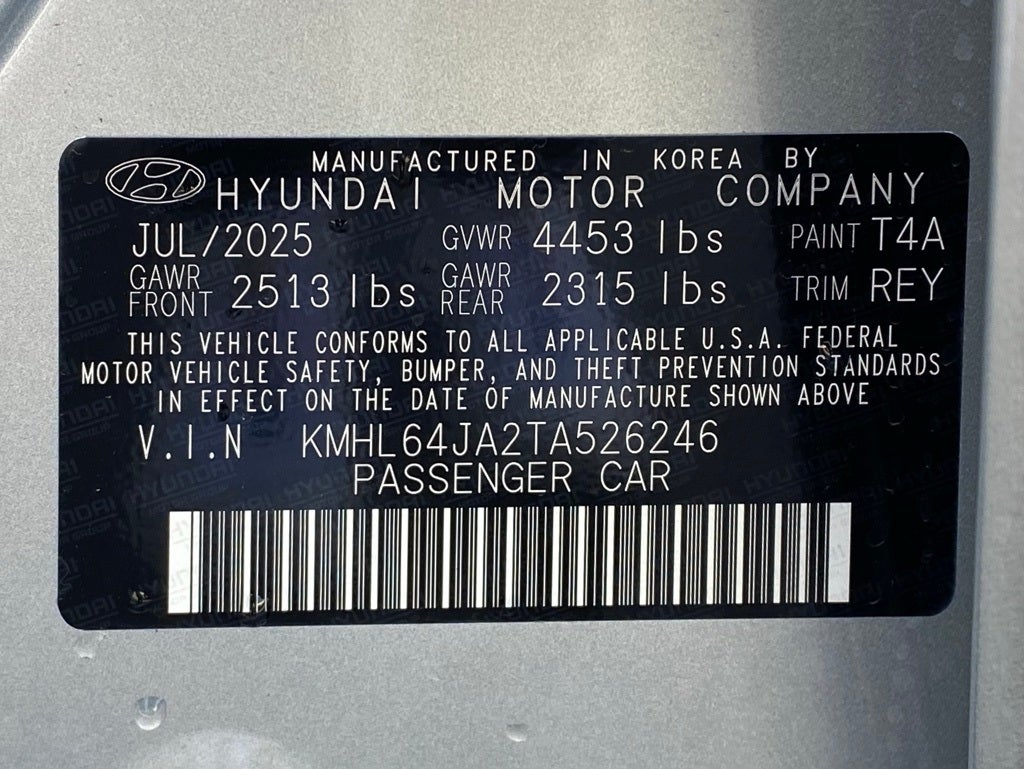 MANUFACTURED IN KOREA BY
HYUNDAI MOTOR COMPANY
JUL/2025 GVWR 4453 lbs PAINT T4A
GAWR FRONT 2513 lbs GAWR REAR 2315 lbs TRIM REY
THIS VEHICLE CONFORMS TO ALL APPLICABLE U.S.A. FEDERAL
MOTOR VEHICLE SAFETY, BUMPER, AND THEFT PREVENTION STANDARDS
IN EFFECT ON THE DATE OF MANUFACTURE SHOWN ABOVE
V.I.N KMHL64JA2TA526246
PASSENGER CAR